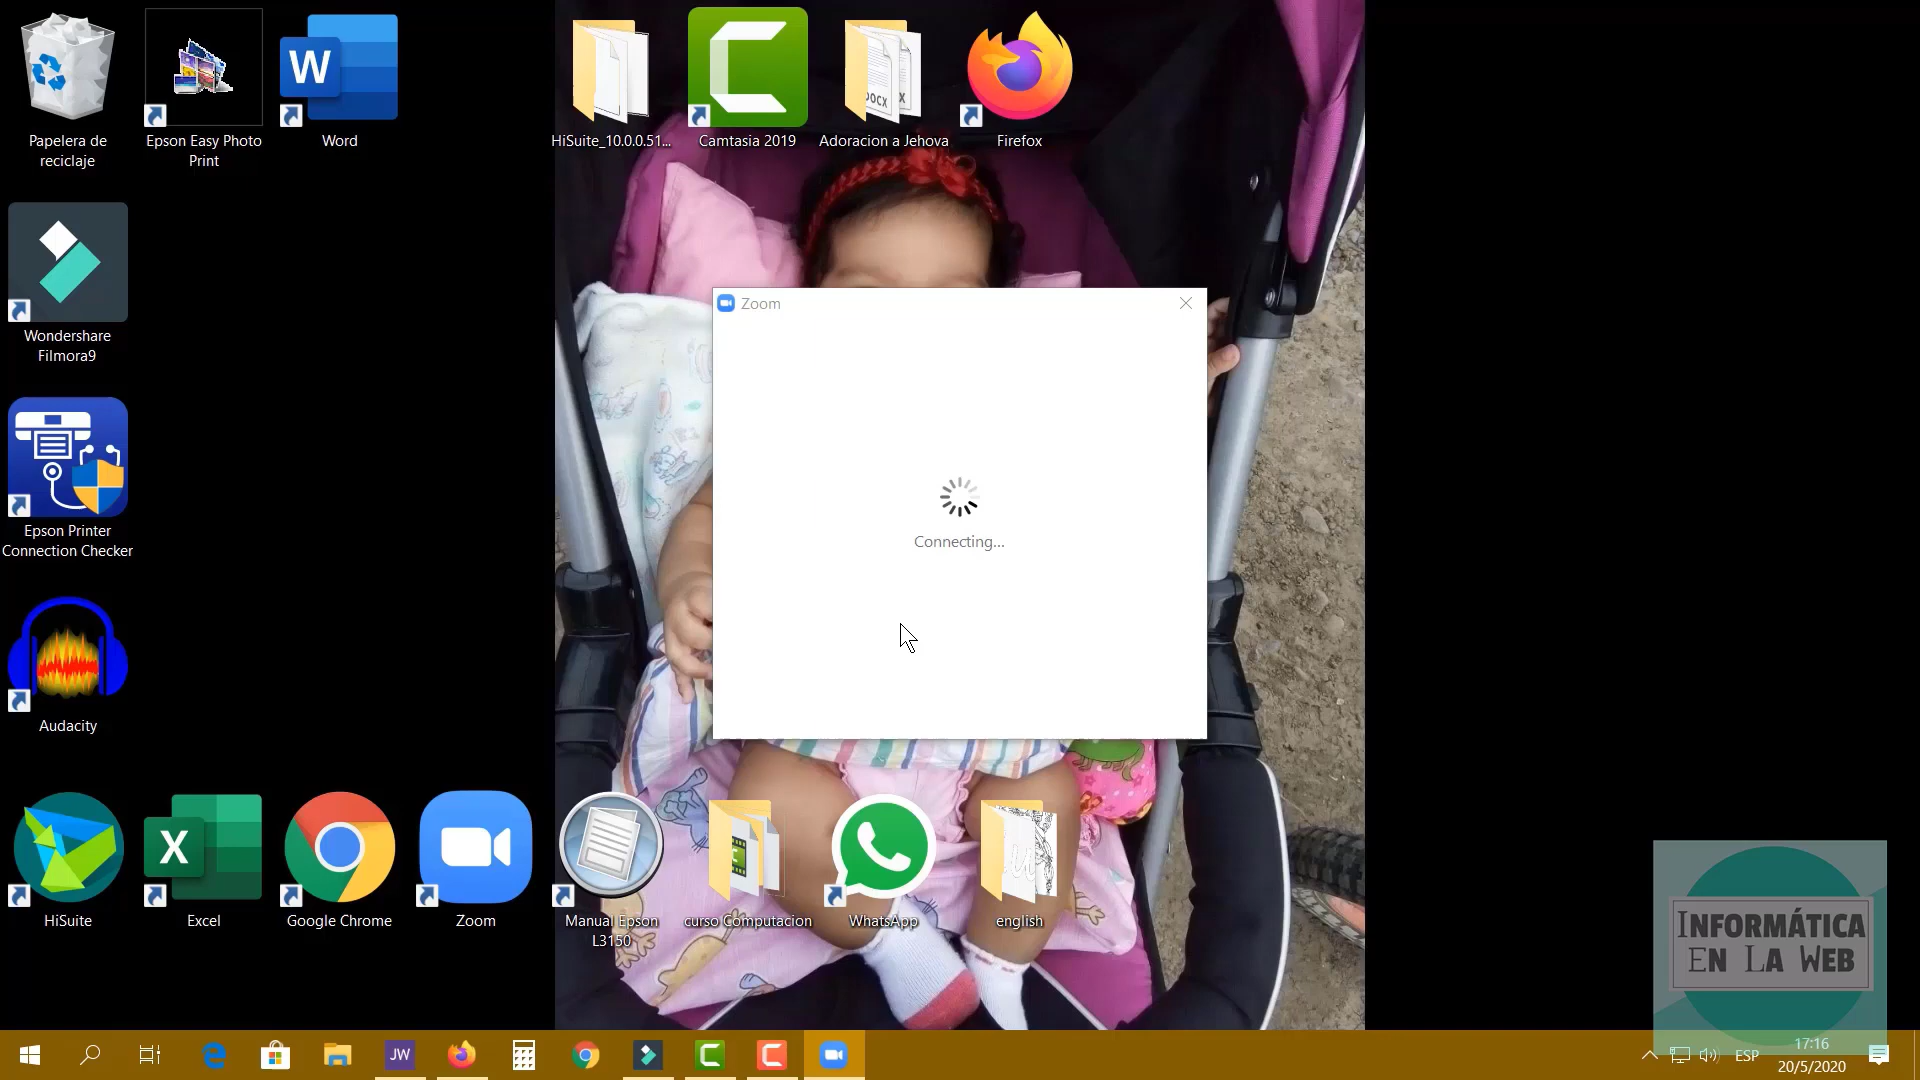 Papelera de
reciclaje
Epson Easy Photo
Print
W
Word
HiSuite_10.0.0.51...
Camtasia 2019
DOCX
X
Adoracion a Jehova
Firefox
Wondershare
Filmora9
Zoom
Connecting...
Epson Printer
Connection Checker
Audacity
HiSuite
X
Excel
Google Chrome
Zoom
Manual Epson
L3150
curso Computacion
WhatsApp
english
INFORMÁTICA
EN LA WEB
JW
ESP
17:16
20/5/2020